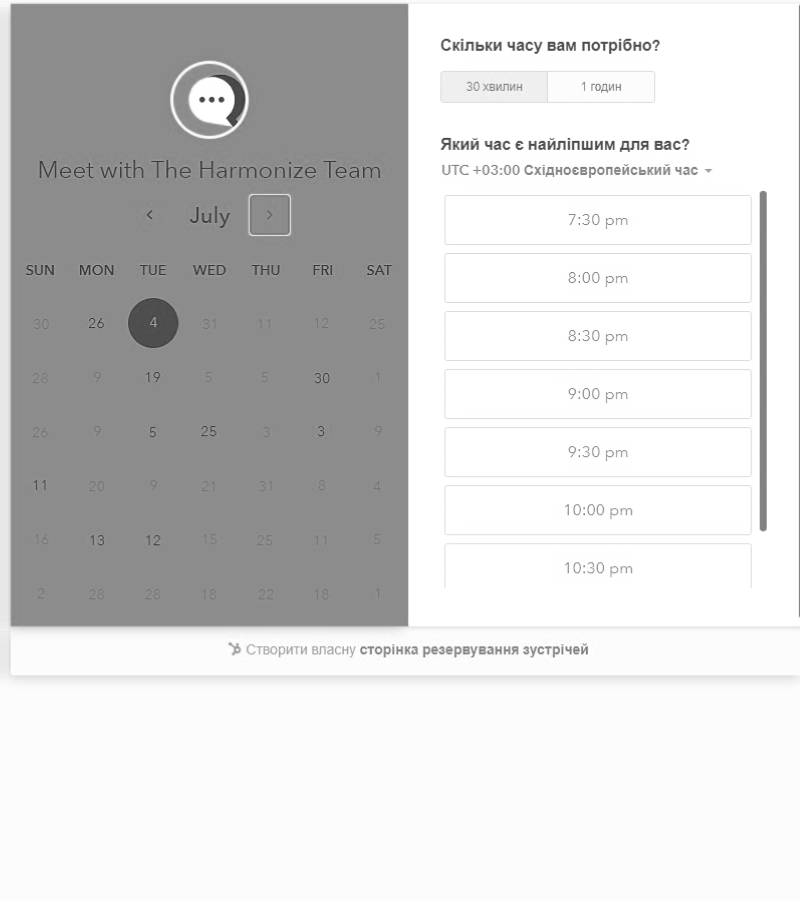 Meet with The Harmonize Team
July
SUN MON TUE WED THU FRI SAT
30 26 4 31 11 12 25
28 9 19 5 5 30 1
26 9 5 25 3 3 9
11 20 9 21 31 8 4
16 13 12 15 25 11 5
2 28 28 18 22 18 1
Скільки часу вам потрібно?
30 хвилин 1 годин
Який час є найліпшим для вас?
UTC +03:00 Східноєвропейський час
7:30 pm
8:00 pm
8:30 pm
9:00 pm
9:30 pm
10:00 pm
10:30 pm
Створити власну сторінка резервування зустрічей